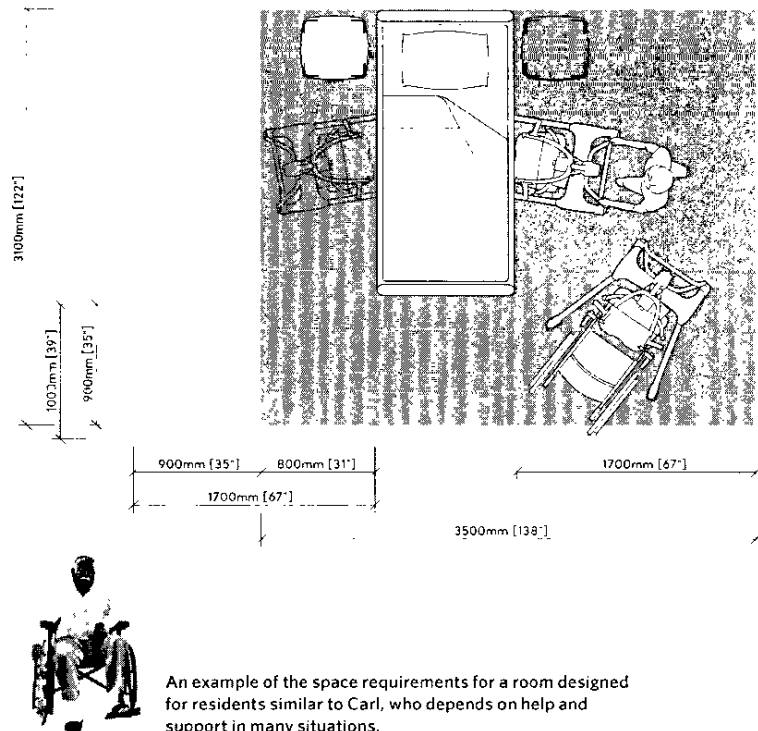 3100mm [122"]
1000mm [39"]
900mm [35"]
900mm [35"]
800mm [31"]
1700mm [67"]
1700mm [67"]
3500mm [138"]
An example of the space requirements for a room designed
for residents similar to Carl, who depends on help and
support in many situations.